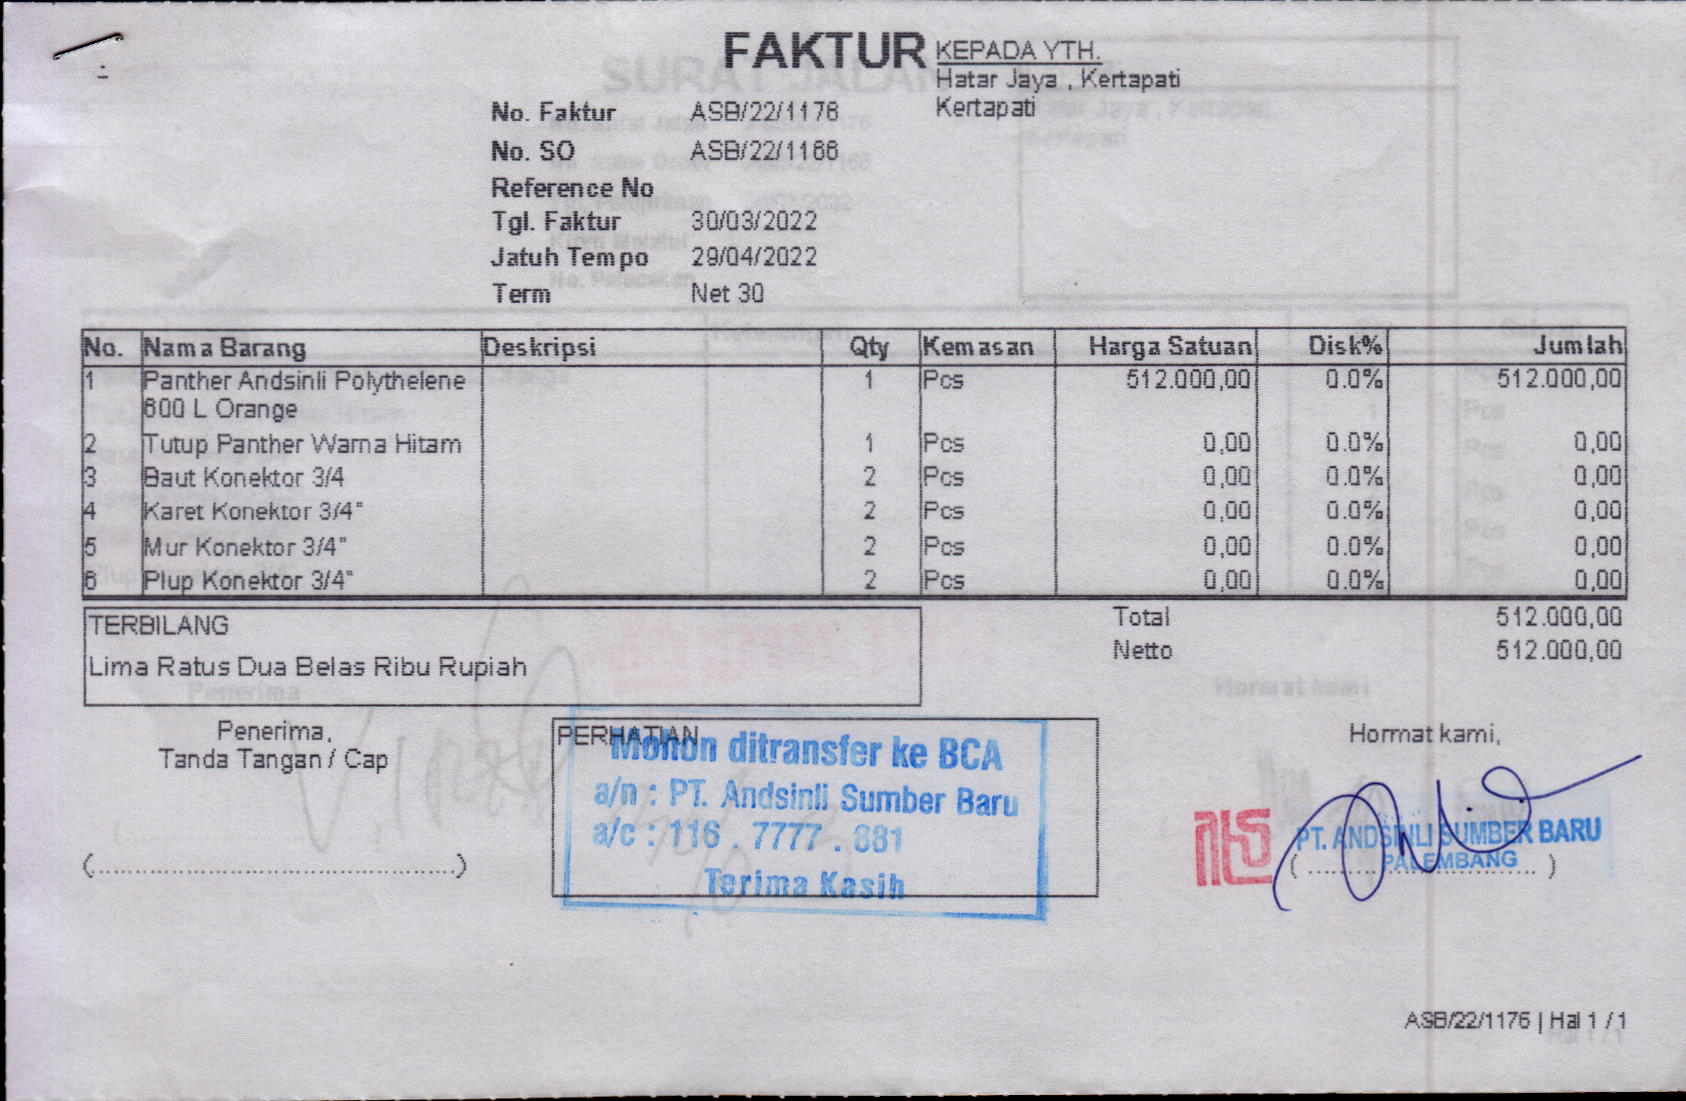 FAKTUR
KEPADA YTH.
Hatar Jaya , Kertapati
Kertapati
No. Faktur ASB/22/1176
No. SO ASB/22/1166
Reference No
Tgl. Faktur 30/03/2022
Jatuh Tempo 29/04/2022
Term Net 30
No. Nama Barang Deskripsi Qty Kemasan Harga Satuan Disk% Jumlah
1 Panther Andsinli Polythelene 1 Pcs 512.000,00 0.0% 512.000,00
600 L Orange
2 Tutup Panther Warna Hitam 1 Pcs 0,00 0.0% 0,00
3 Baut Konektor 3/4 2 Pcs 0,00 0.0% 0,00
4 Karet Konektor 3/4" 2 Pcs 0,00 0.0% 0,00
5 Mur Konektor 3/4" 2 Pcs 0,00 0.0% 0,00
6 Plup Konektor 3/4" 2 Pcs 0,00 0.0% 0,00
TERBILANG
Lima Ratus Dua Belas Ribu Rupiah
Total 512.000,00
Netto 512.000,00
Penerima,
Tanda Tangan / Cap
(..................................................)
PERHATIAN
Mohon ditransfer ke BCA
a/n : PT. Andsinli Sumber Baru
a/c : 116 . 7777 . 881
Terima Kasih
Hormat kami,
PT. ANDSINLI SUMBER BARU
PALEMBANG
( ................................ )
ASB/22/1176 | Hal 1 / 1